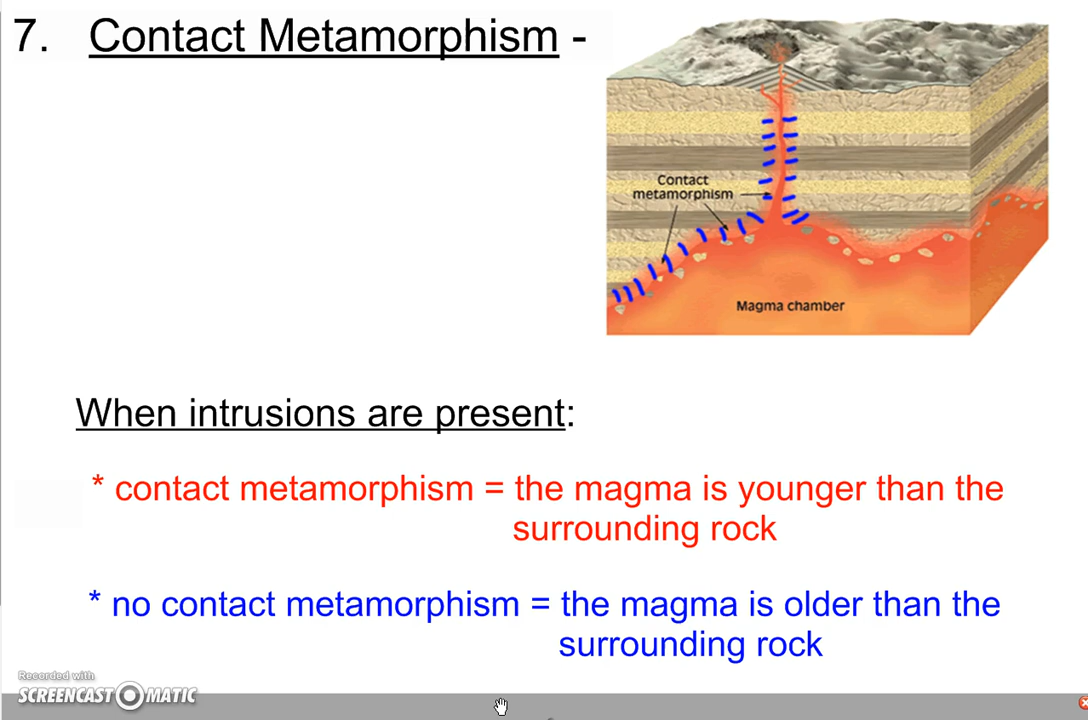 7. Contact Metamorphism -
Contact
metamorphism
Magma chamber
When intrusions are present:
* contact metamorphism = the magma is younger than the
surrounding rock
* no contact metamorphism = the magma is older than the
surrounding rock
Recorded with
SCREENCAST MATIC